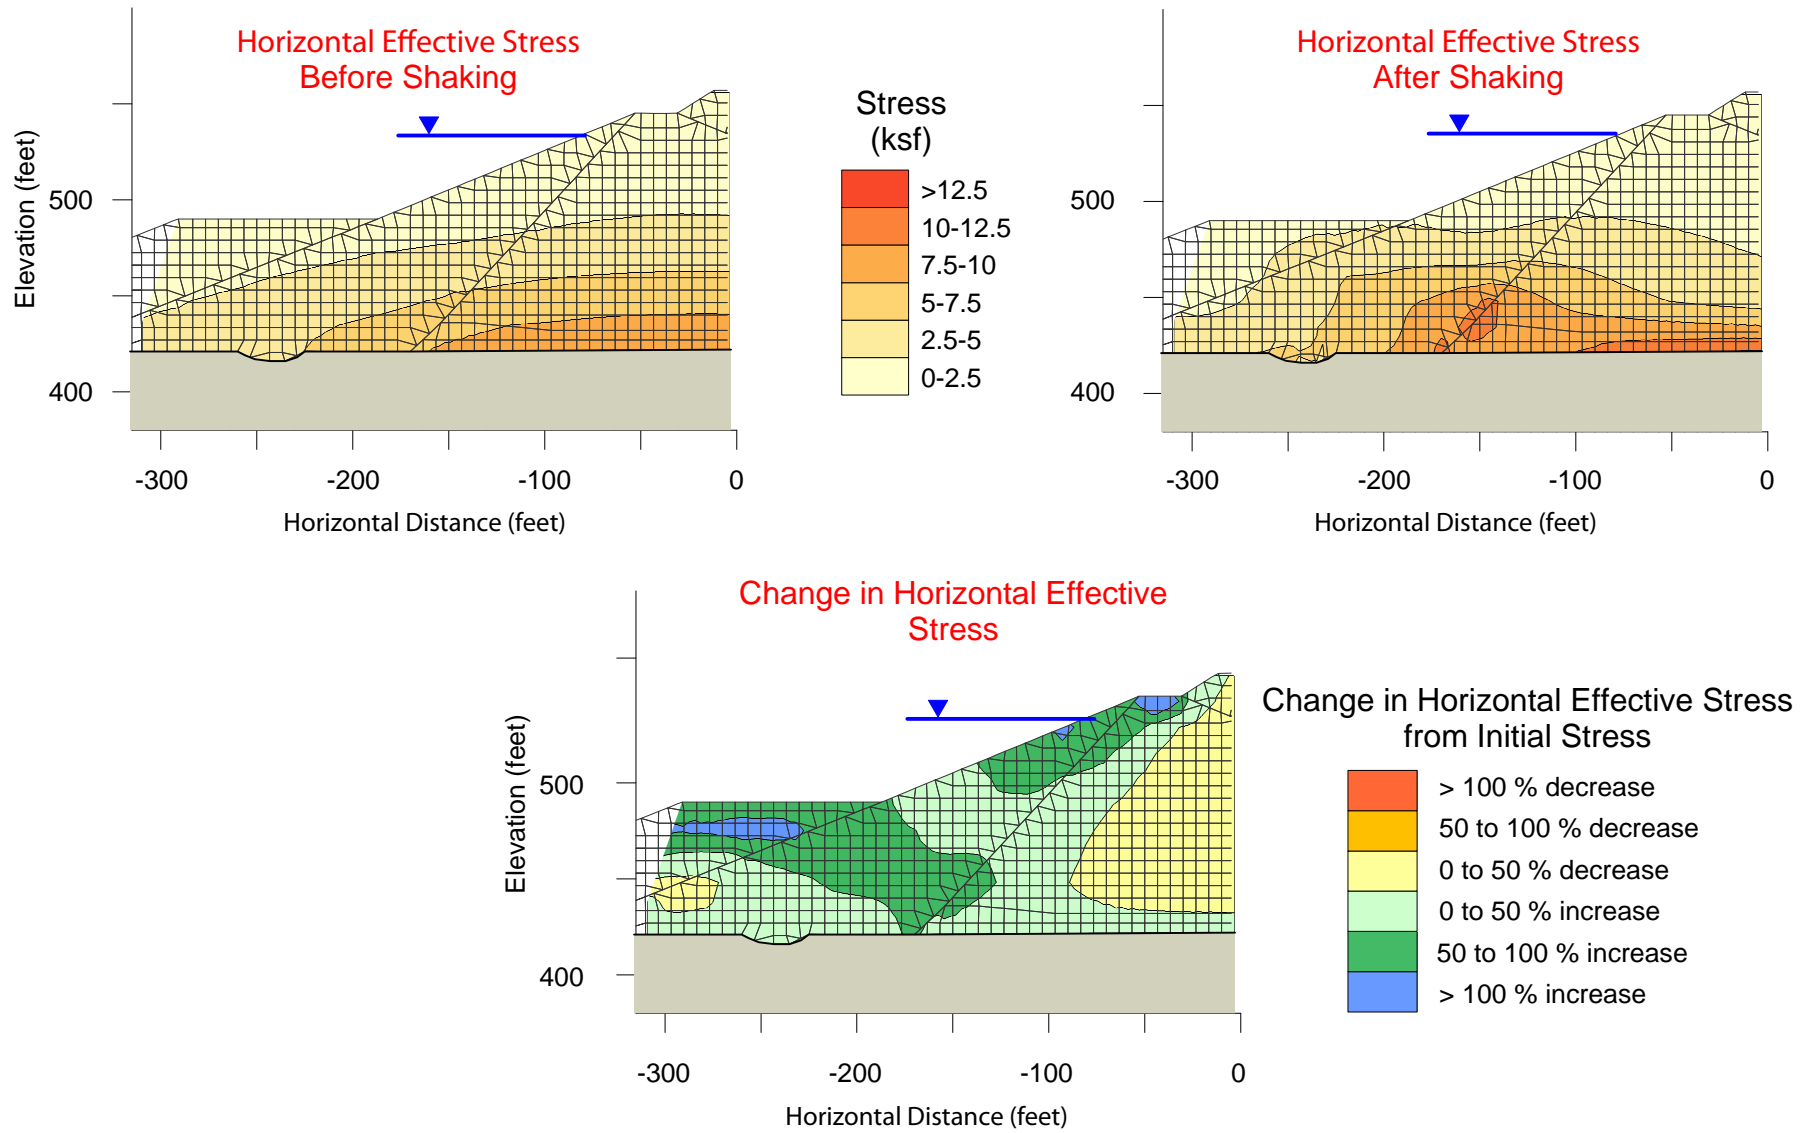 Horizontal Effective Stress
Before Shaking
Elevation (feet)
500
400
-300
-200
-100
0
Horizontal Distance (feet)
Stress
(ksf)
>12.5
10-12.5
7.5-10
5-7.5
2.5-5
0-2.5
Horizontal Effective Stress
After Shaking
500
400
-300
-200
-100
0
Horizontal Distance (feet)
Change in Horizontal Effective
Stress
Elevation (feet)
500
400
-300
-200
-100
0
Horizontal Distance (feet)
Change in Horizontal Effective Stress
from Initial Stress
> 100 % decrease
50 to 100 % decrease
0 to 50 % decrease
0 to 50 % increase
50 to 100 % increase
> 100 % increase